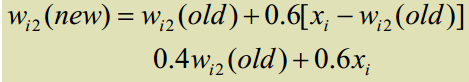 w_{i2}(new) = w_{i2}(old) + 0.6[x_i − w_{i2}(old)]
0.4w_{i2}(old) + 0.6x_i